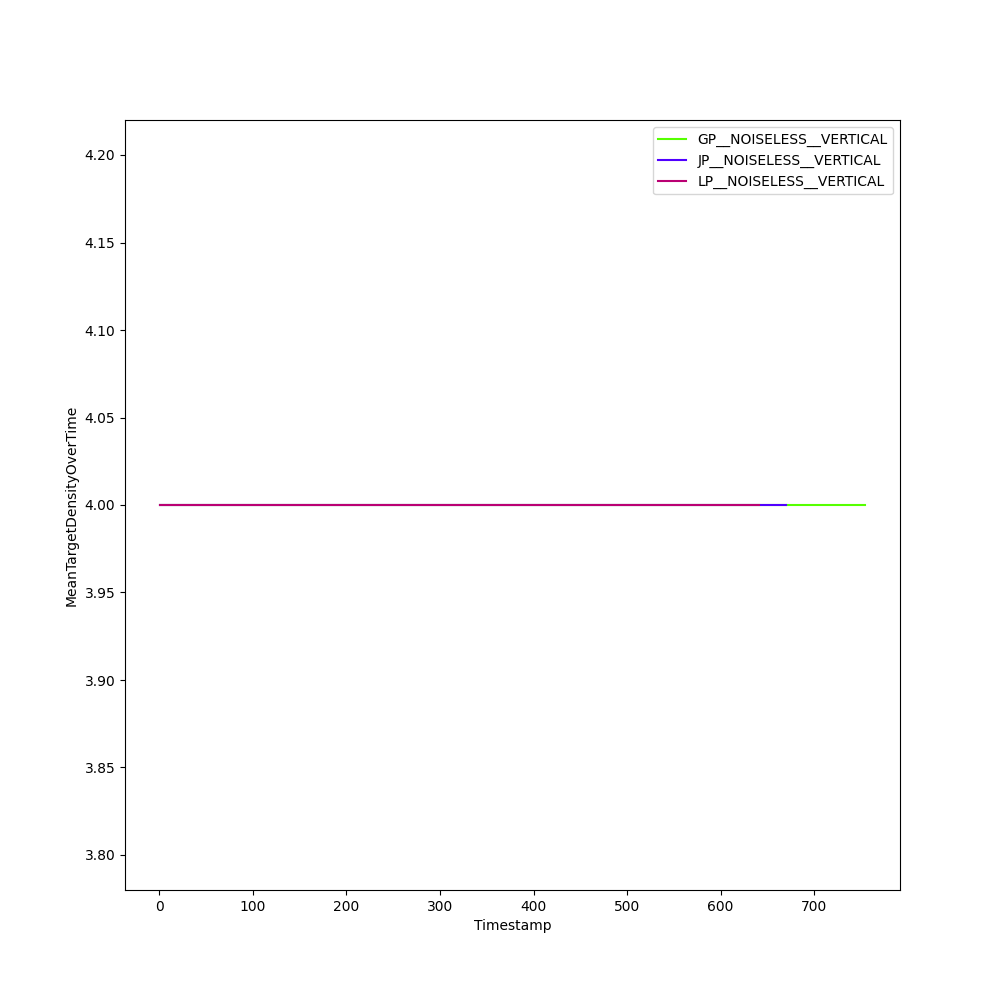 GP__NOISELESS__VERTICAL
JP__NOISELESS__VERTICAL
LP__NOISELESS__VERTICAL
4.20
4.15
4.10
4.05
4.00
3.95
3.90
3.85
3.80
MeanTargetDensityOverTime
0 100 200 300 400 500 600 700
Timestamp